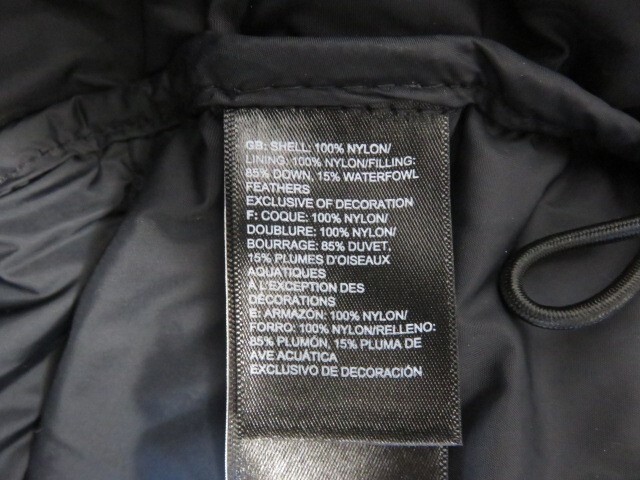 GB: SHELL: 100% NYLON/
LINING: 100% NYLON/FILLING:
85% DOWN, 15% WATERFOWL
FEATHERS
EXCLUSIVE OF DECORATION
F: COQUE: 100% NYLON/
DOUBLURE: 100% NYLON/
BOURRAGE: 85% DUVET,
15% PLUMES D'OISEAUX
AQUATIQUES
À L'EXCEPTION DES
DÉCORATIONS
E: ARMAZÓN: 100% NYLON/
FORRO: 100% NYLON/RELLENO:
85% PLUMÓN, 15% PLUMA DE
AVE ACUÁTICA
EXCLUSIVO DE DECORACIÓN